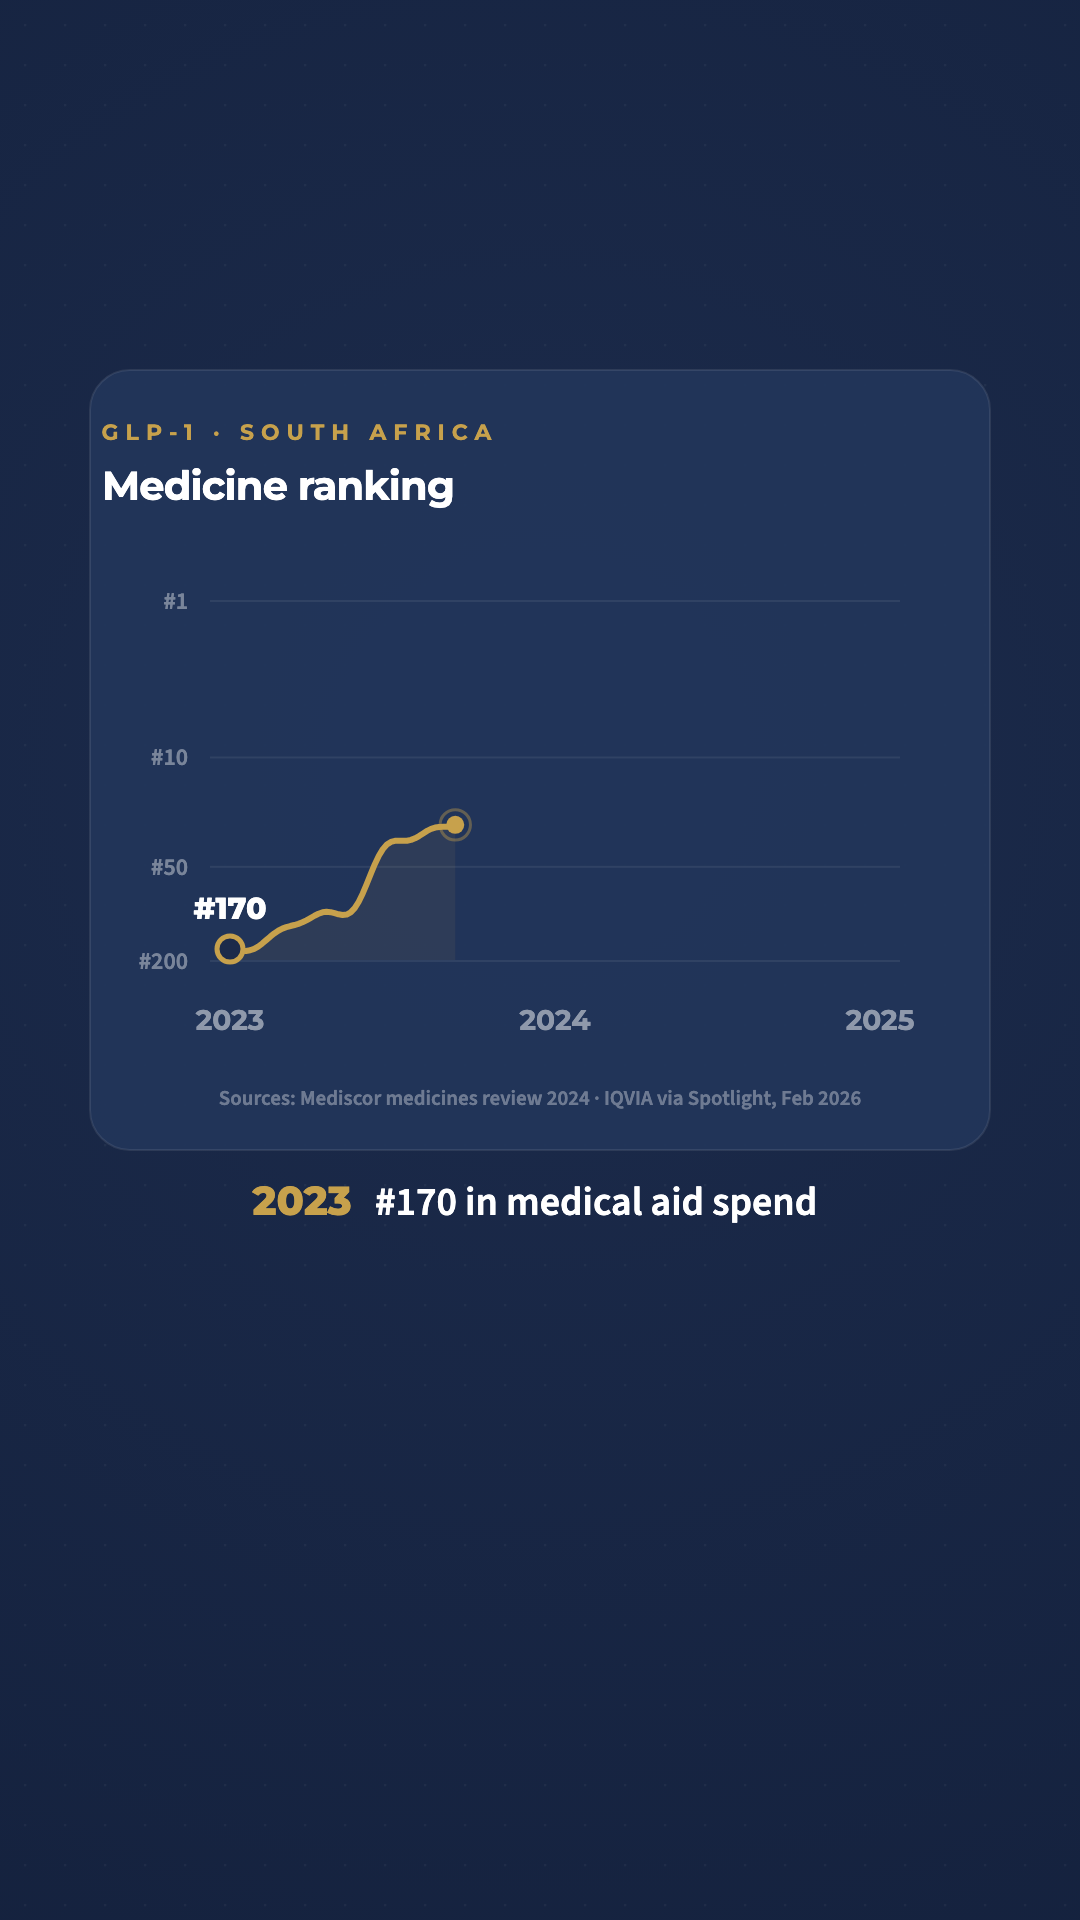 GLP-1 · SOUTH AFRICA
Medicine ranking
#1
#10
#50
#170
#200
2023 2024 2025
Sources: Mediscor medicines review 2024 · IQVIA via Spotlight, Feb 2026
2023 #170 in medical aid spend